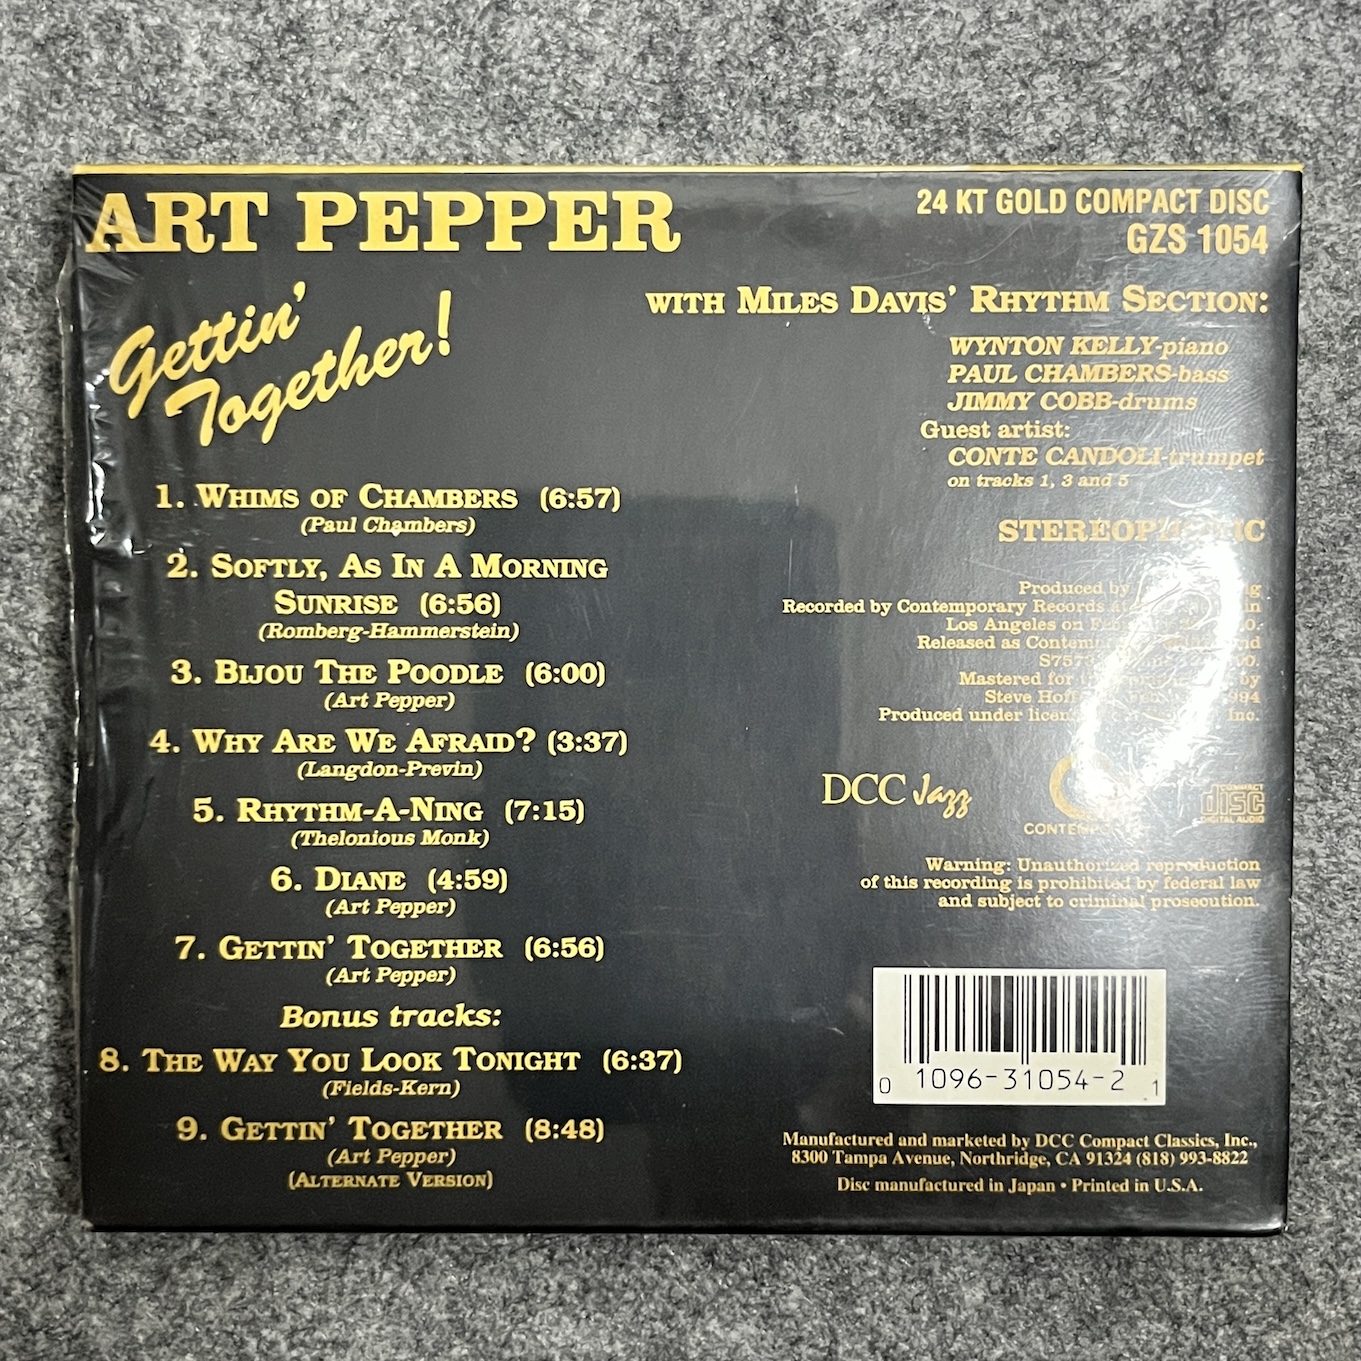 ART PEPPER
Gettin'
Together!
24 KT GOLD COMPACT DISC
GZS 1054
WITH MILES DAVIS' RHYTHM SECTION:
WYNTON KELLY-piano
PAUL CHAMBERS-bass
JIMMY COBB-drums
Guest artist:
CONTE CANDOLI-trumpet
on tracks 1, 3 and 5
1. WHIMS OF CHAMBERS (6:57)
(Paul Chambers)
2. SOFTLY, AS IN A MORNING
SUNRISE (6:56)
(Romberg-Hammerstein)
3. BIJOU THE POODLE (6:00)
(Art Pepper)
4. WHY ARE WE AFRAID? (3:37)
(Langdon-Previn)
5. RHYTHM-A-NING (7:15)
(Thelonious Monk)
6. DIANE (4:59)
(Art Pepper)
7. GETTIN' TOGETHER (6:56)
(Art Pepper)
Bonus tracks:
8. THE WAY YOU LOOK TONIGHT (6:37)
(Fields-Kern)
9. GETTIN' TOGETHER (8:48)
(Art Pepper)
(ALTERNATE VERSION)
STEREOPHONIC
Produced by
Recorded by Contemporary Records in
Los Angeles on
Released as
Mastered for by
Steve
Produced under Inc.
DCC Jazz
COMPACT
disc
DIGITAL AUDIO
Warning: Unauthorized reproduction
of this recording is prohibited by federal law
and subject to criminal prosecution.
0 1096-31054-2 1
Manufactured and marketed by DCC Compact Classics, Inc.,
8300 Tampa Avenue, Northridge, CA 91324 (818) 993-8822
Disc manufactured in Japan • Printed in U.S.A.